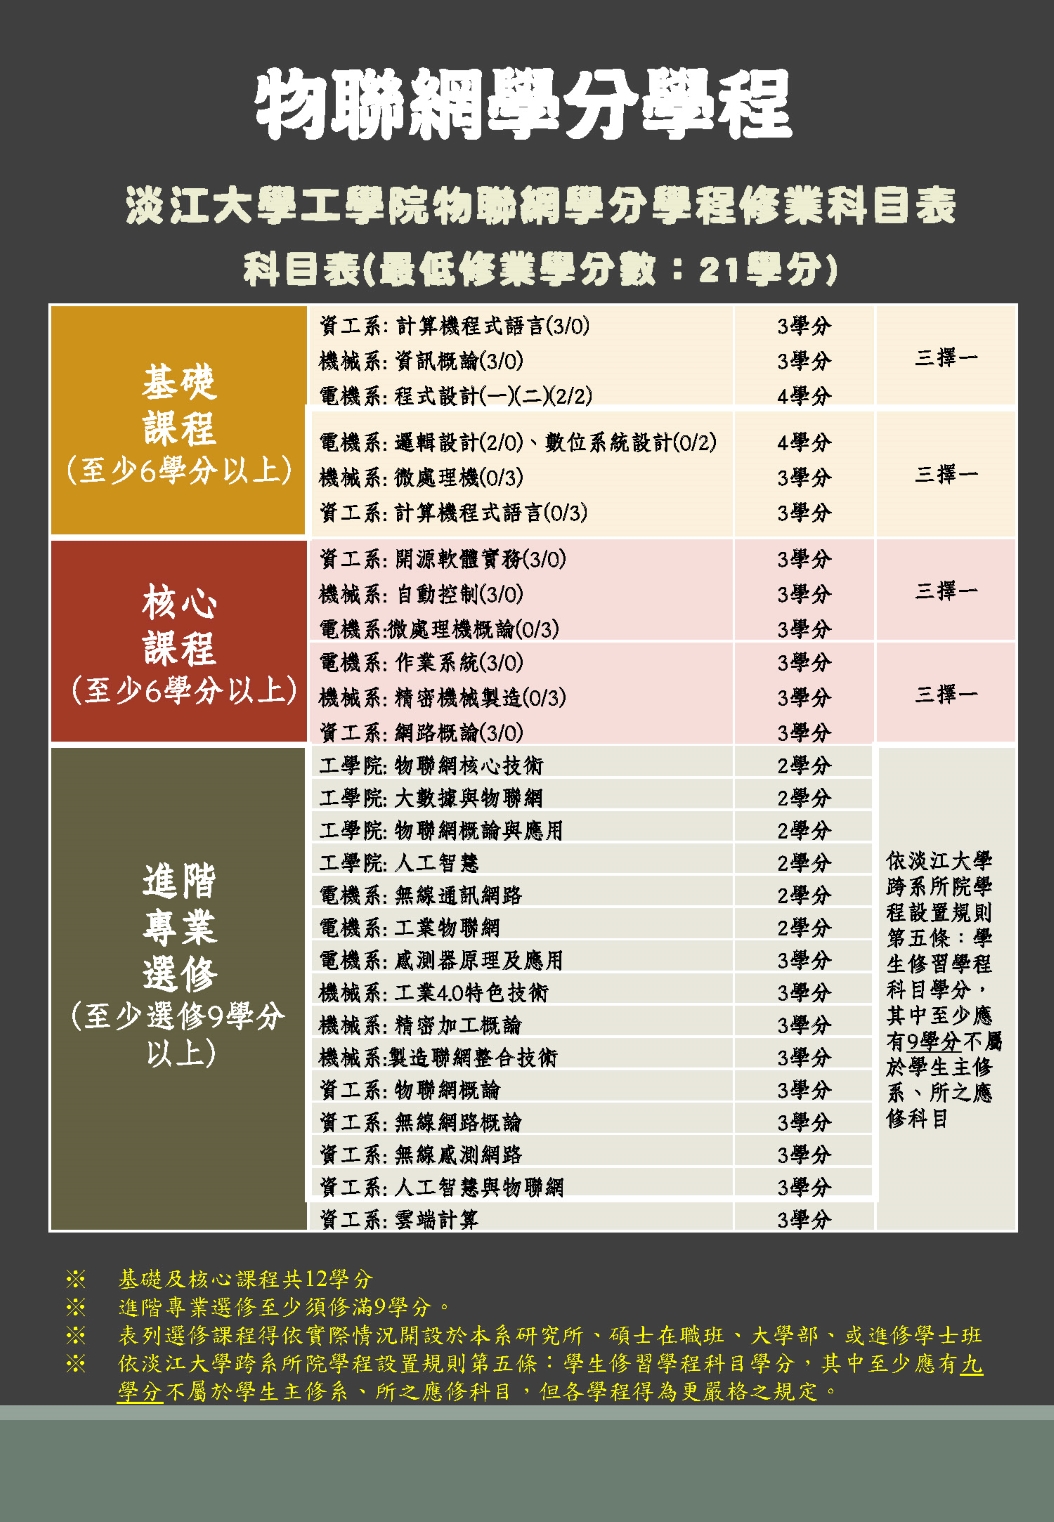 物聯網學分學程
淡江大學工學院物聯網學分學程修業科目表
科目表(最低修業學分數：21學分)
基礎
課程
(至少6學分以上)
資工系: 計算機程式語言(3/0) 3學分
機械系: 資訊概論(3/0) 3學分
電機系: 程式設計(一)(二)(2/2) 4學分
三擇一
電機系: 邏輯設計(2/0)、數位系統設計(0/2) 4學分
機械系: 微處理機(0/3) 3學分
資工系: 計算機程式語言(0/3) 3學分
三擇一
核心
課程
(至少6學分以上)
資工系: 開源軟體實務(3/0) 3學分
機械系: 自動控制(3/0) 3學分
電機系:微處理機概論(0/3) 3學分
三擇一
電機系: 作業系統(3/0) 3學分
機械系: 精密機械製造(0/3) 3學分
資工系: 網路概論(3/0) 3學分
三擇一
進階
專業
選修
(至少選修9學分
以上)
工學院: 物聯網核心技術 2學分
工學院: 大數據與物聯網 2學分
工學院: 物聯網概論與應用 2學分
工學院: 人工智慧 2學分
電機系: 無線通訊網路 2學分
電機系: 工業物聯網 2學分
電機系: 感測器原理及應用 3學分
機械系: 工業4.0特色技術 3學分
機械系: 精密加工概論 3學分
機械系:製造聯網整合技術 3學分
資工系: 物聯網概論 3學分
資工系: 無線網路概論 3學分
資工系: 無線感測網路 3學分
資工系: 人工智慧與物聯網 3學分
資工系: 雲端計算 3學分
依淡江大學
跨系所院學
程設置規則
第五條：學
生修習學程
科目學分，
其中至少應
有9學分不屬
於學生主修
系、所之應
修科目
※ 基礎及核心課程共12學分
※ 進階專業選修至少須修滿9學分。
※ 表列選修課程得依實際情況開設於本系研究所、碩士在職班、大學部、或進修學士班
※ 依淡江大學跨系所院學程設置規則第五條：學生修習學程科目學分，其中至少應有九
學分不屬於學生主修系、所之應修科目，但各學程得為更嚴格之規定。